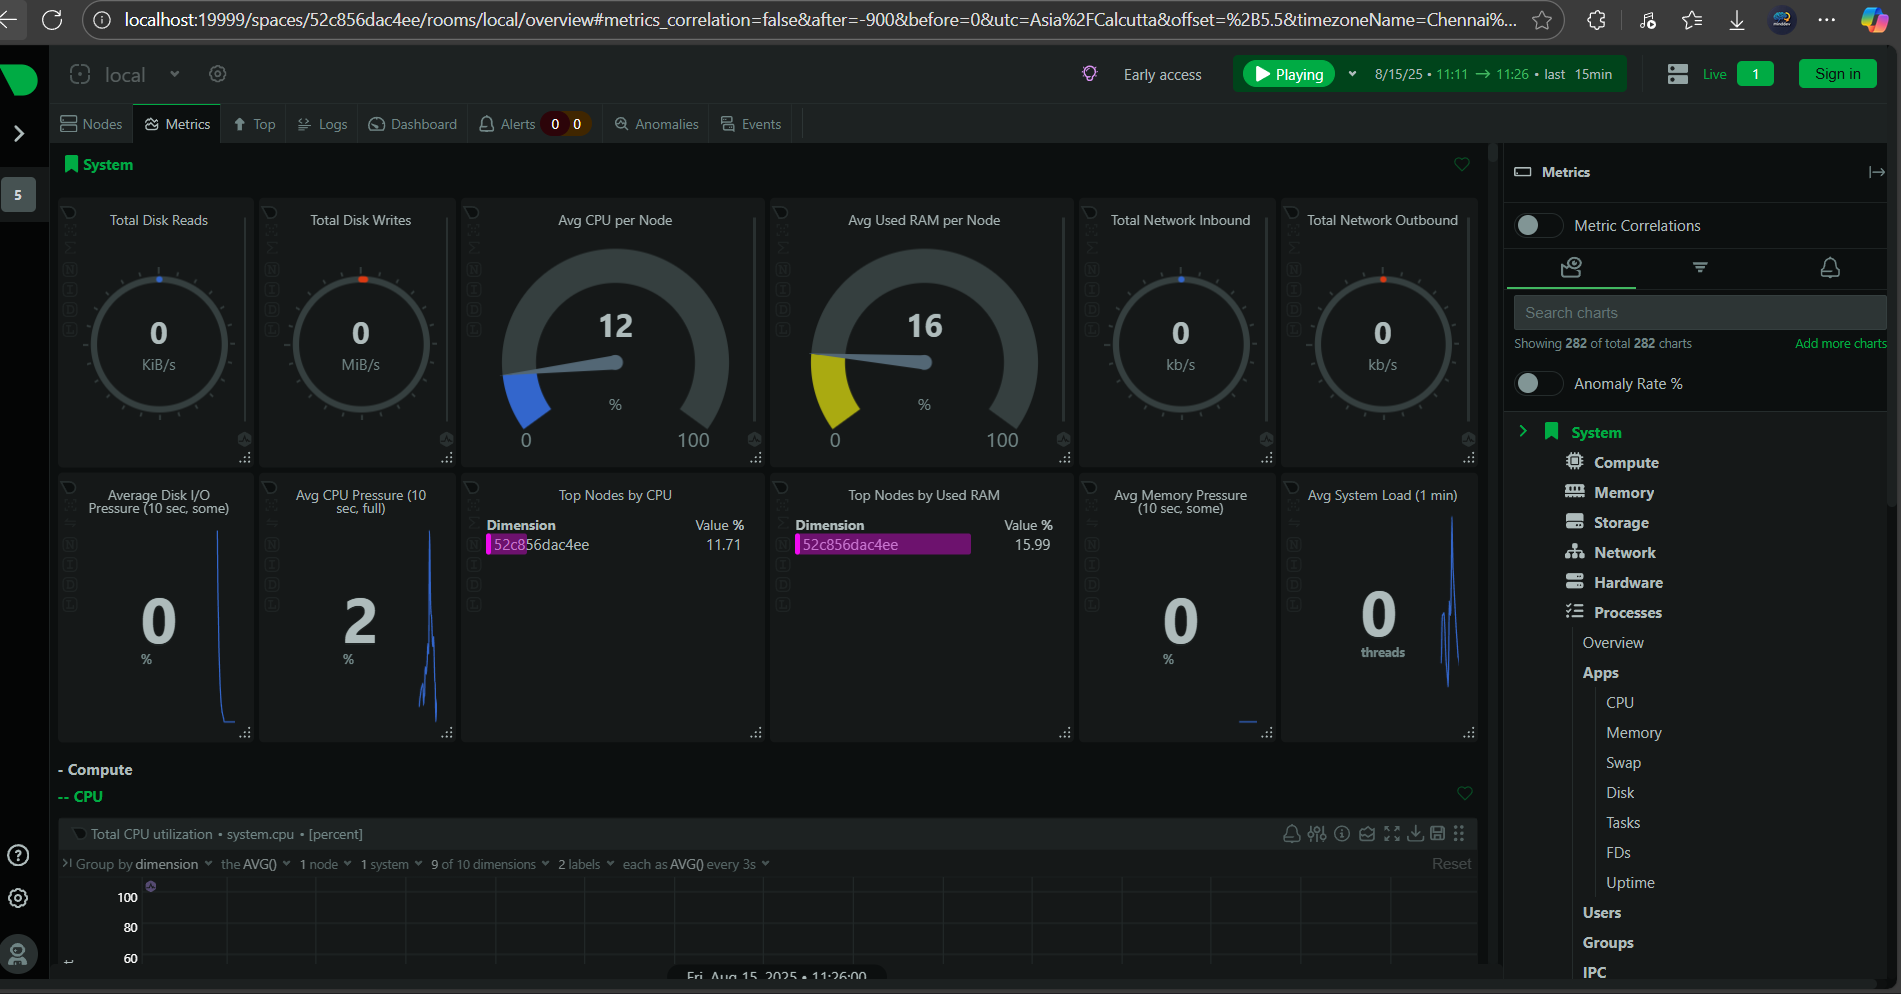 localhost:19999/spaces/52c856dac4ee/rooms/local/overview#metrics_correlation=false&after=-900&before=0&utc=Asia%2FCalcutta&offset=%2B5.5&timezoneName=Chennai%...
local
Early access
Playing
8/15/25 • 11:11 → 11:26 • last 15min
Live
1
Sign in
Nodes
Metrics
Top
Logs
Dashboard
Alerts 0 0
Anomalies
Events
5
System
Total Disk Reads
0
KiB/s
Total Disk Writes
0
MiB/s
Avg CPU per Node
12
%
0 100
Avg Used RAM per Node
16
%
0 100
Total Network Inbound
0
kb/s
Total Network Outbound
0
kb/s
Average Disk I/O
Pressure (10 sec, some)
0
%
Avg CPU Pressure (10
sec, full)
2
%
Top Nodes by CPU
Dimension Value %
52c856dac4ee 11.71
Top Nodes by Used RAM
Dimension Value %
52c856dac4ee 15.99
Avg Memory Pressure
(10 sec, some)
0
%
Avg System Load (1 min)
0
threads
- Compute
-- CPU
Total CPU utilization • system.cpu • [percent]
Group by dimension the AVG() 1 node 1 system 9 of 10 dimensions 2 labels each as AVG() every 3s
Reset
100
80
60
Fri, Aug 15, 2025 • 11:26:00
Metrics
Metric Correlations
Search charts
Showing 282 of total 282 charts
Add more charts
Anomaly Rate %
System
Compute
Memory
Storage
Network
Hardware
Processes
Overview
Apps
CPU
Memory
Swap
Disk
Tasks
FDs
Uptime
Users
Groups
IPC